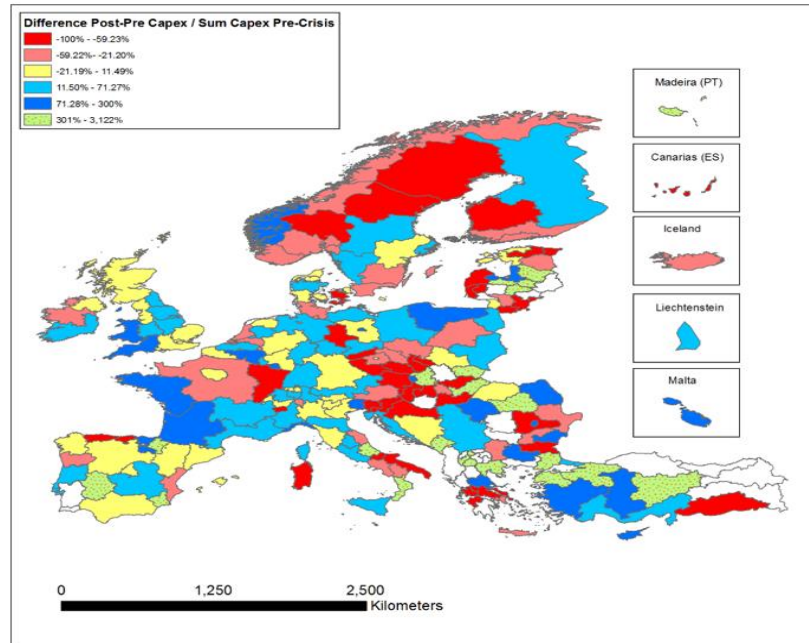 Difference Post-Pre Capex / Sum Capex Pre-Crisis
-100% - -59.23%
-59.22% - -21.20%
-21.19% - 11.49%
11.50% - 71.27%
71.28% - 300%
301% - 3,122%
Madeira (PT)
Canarias (ES)
Iceland
Liechtenstein
Malta
0 1,250 2,500
Kilometers